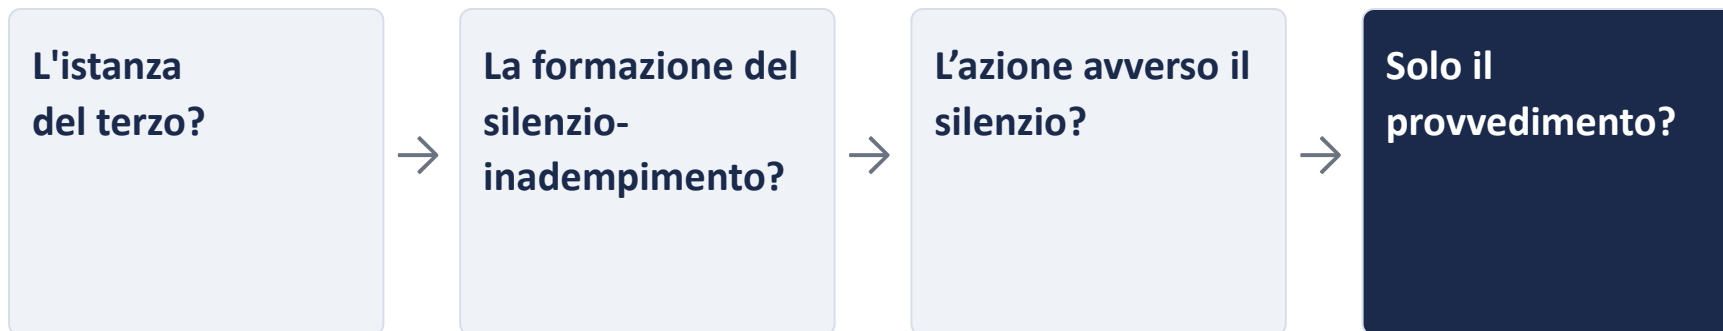 L'istanza
del terzo?
La formazione del
silenzio-
inadempimento?
L’azione avverso il
silenzio?
Solo il
provvedimento?